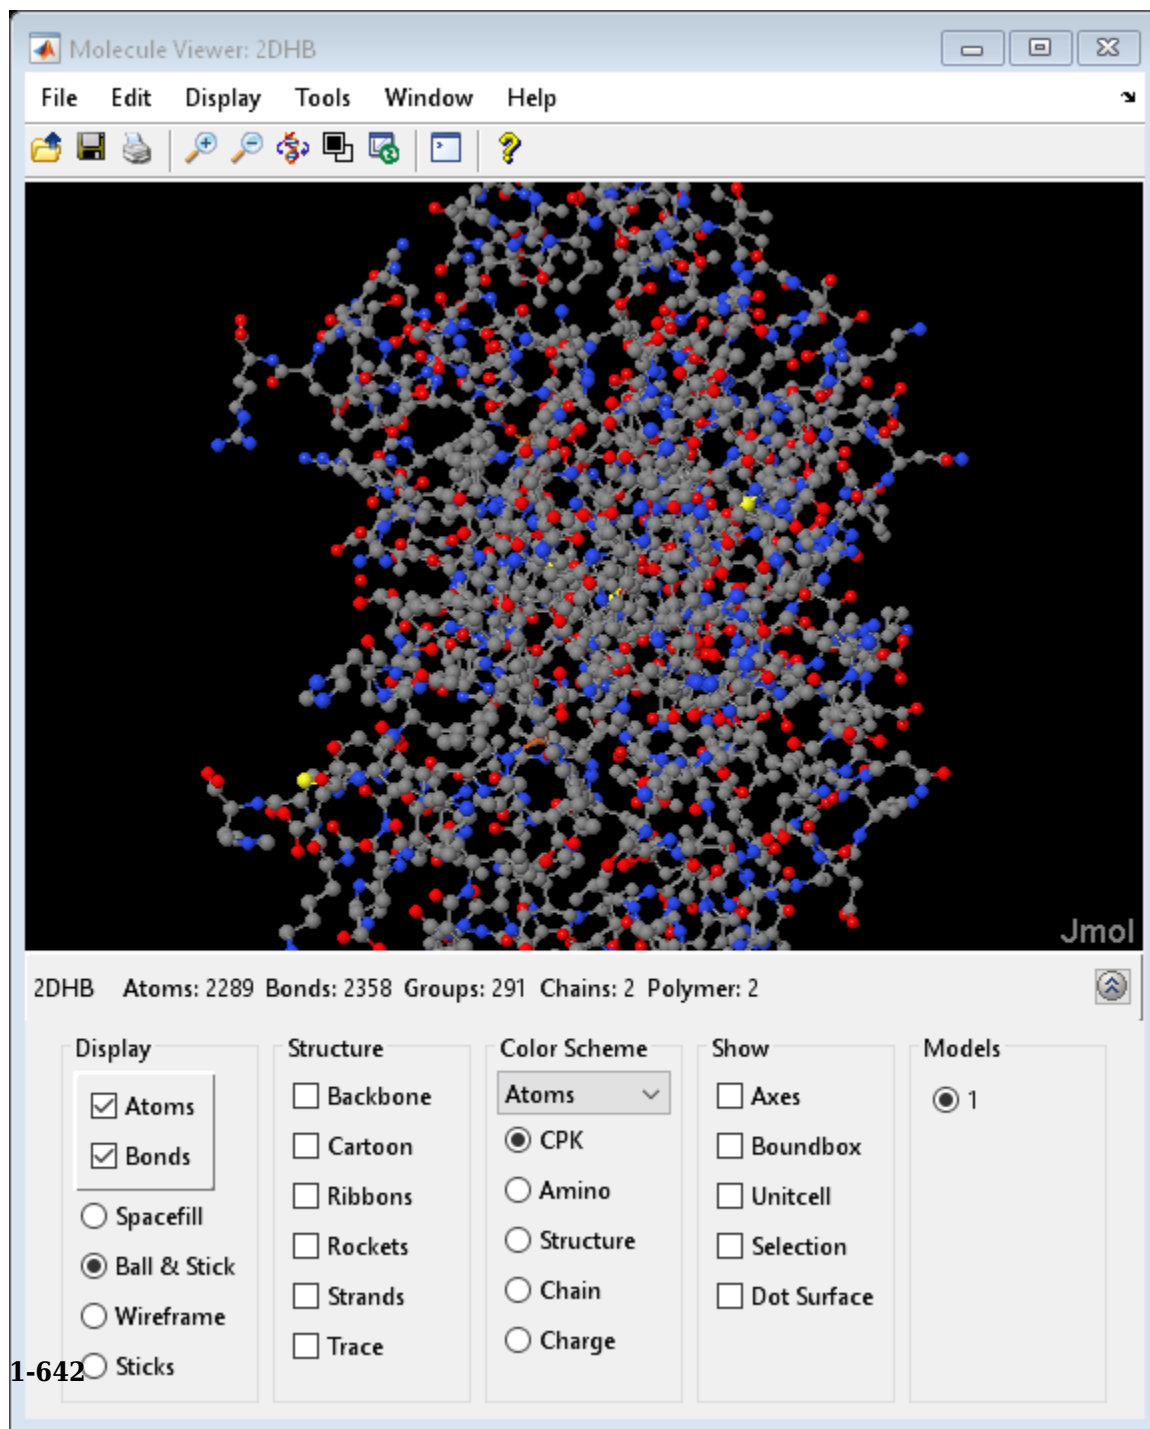 Molecule Viewer: 2DHB
File Edit Display Tools Window Help
Jmol
2DHB Atoms: 2289 Bonds: 2358 Groups: 291 Chains: 2 Polymer: 2
Display
Atoms
Bonds
Spacefill
Ball & Stick
Wireframe
Sticks
Structure
Backbone
Cartoon
Ribbons
Rockets
Strands
Trace
Color Scheme
Atoms
CPK
Amino
Structure
Chain
Charge
Show
Axes
Boundbox
Unitcell
Selection
Dot Surface
Models
1
1-642